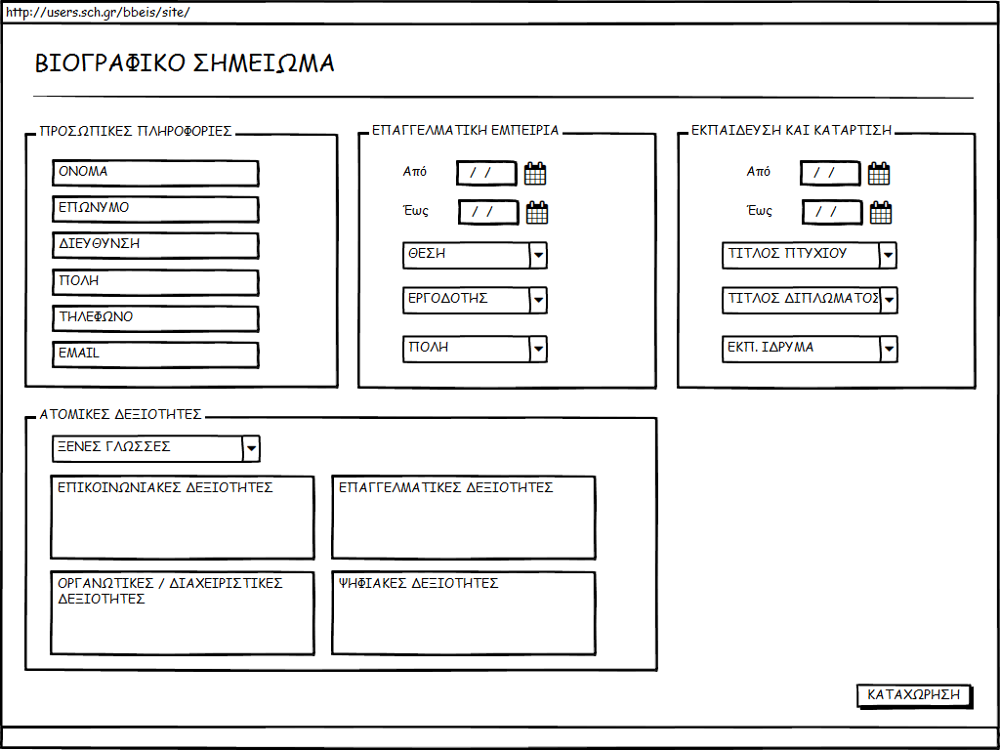 http://users.sch.gr/bbeis/site/
ΒΙΟΓΡΑΦΙΚΟ ΣΗΜΕΙΩΜΑ
ΠΡΟΣΩΠΙΚΕΣ ΠΛΗΡΟΦΟΡΙΕΣ
ΟΝΟΜΑ
ΕΠΩΝΥΜΟ
ΔΙΕΥΘΥΝΣΗ
ΠΟΛΗ
ΤΗΛΕΦΩΝΟ
EMAIL
ΕΠΑΓΓΕΛΜΑΤΙΚΗ ΕΜΠΕΙΡΙΑ
Από / /
Έως / /
ΘΕΣΗ
ΕΡΓΟΔΟΤΗΣ
ΠΟΛΗ
ΕΚΠΑΙΔΕΥΣΗ ΚΑΙ ΚΑΤΑΡΤΙΣΗ
Από / /
Έως / /
ΤΙΤΛΟΣ ΠΤΥΧΙΟΥ
ΤΙΤΛΟΣ ΔΙΠΛΩΜΑΤΟΣ
ΕΚΠ. ΙΔΡΥΜΑ
ΑΤΟΜΙΚΕΣ ΔΕΞΙΟΤΗΤΕΣ
ΞΕΝΕΣ ΓΛΩΣΣΕΣ
ΕΠΙΚΟΙΝΩΝΙΑΚΕΣ ΔΕΞΙΟΤΗΤΕΣ
ΕΠΑΓΓΕΛΜΑΤΙΚΕΣ ΔΕΞΙΟΤΗΤΕΣ
ΟΡΓΑΝΩΤΙΚΕΣ / ΔΙΑΧΕΙΡΙΣΤΙΚΕΣ
ΔΕΞΙΟΤΗΤΕΣ
ΨΗΦΙΑΚΕΣ ΔΕΞΙΟΤΗΤΕΣ
ΚΑΤΑΧΩΡΗΣΗ